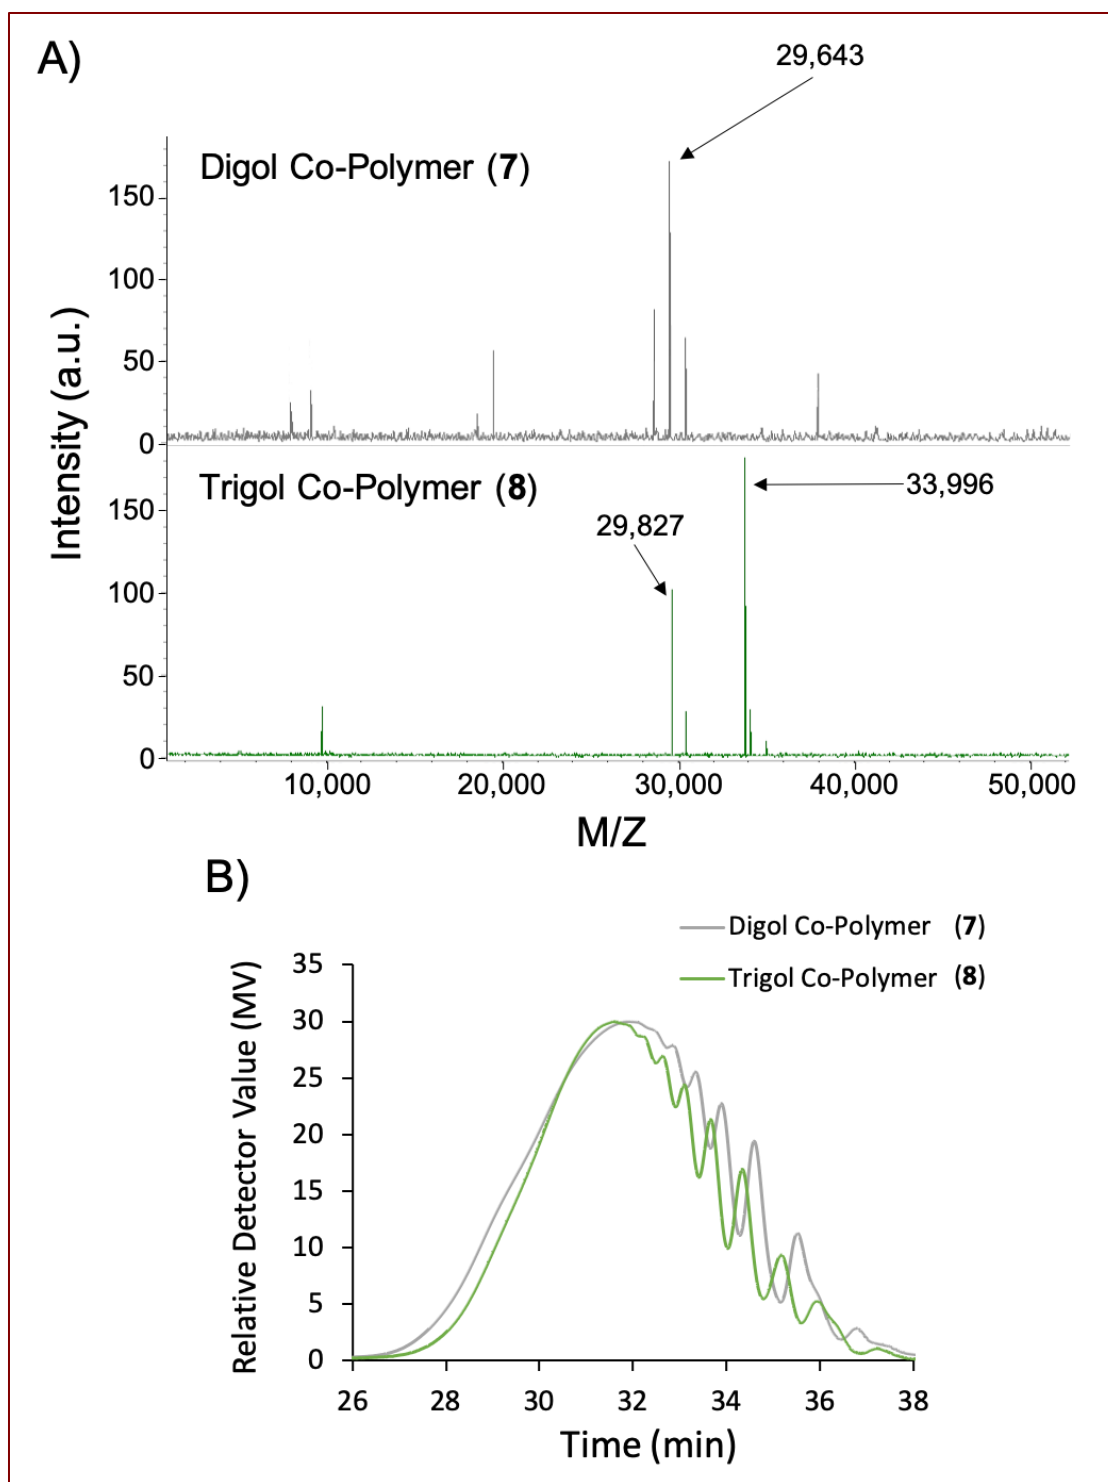 A)
29,643
Digol Co-Polymer (7)
150
100
50
0
Intensity (a.u.)
Trigol Co-Polymer (8)
33,996
29,827
150
100
50
0
10,000 20,000 30,000 40,000 50,000
M/Z
B)
Digol Co-Polymer (7)
Trigol Co-Polymer (8)
Relative Detector Value (MV)
35
30
25
20
15
10
5
0
26 28 30 32 34 36 38
Time (min)